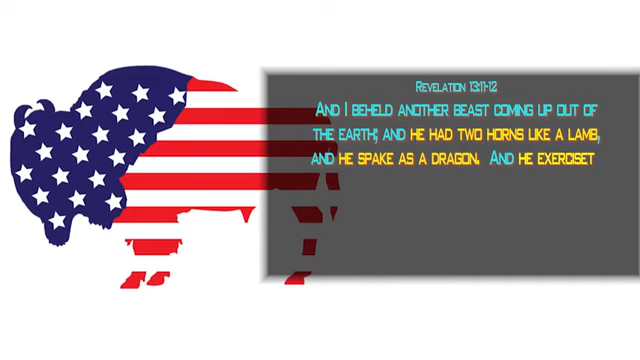 Revelation 13:11-12
And I beheld another beast coming up out of
the earth; and he had two horns like a lamb,
and he spake as a dragon. And he exerciset